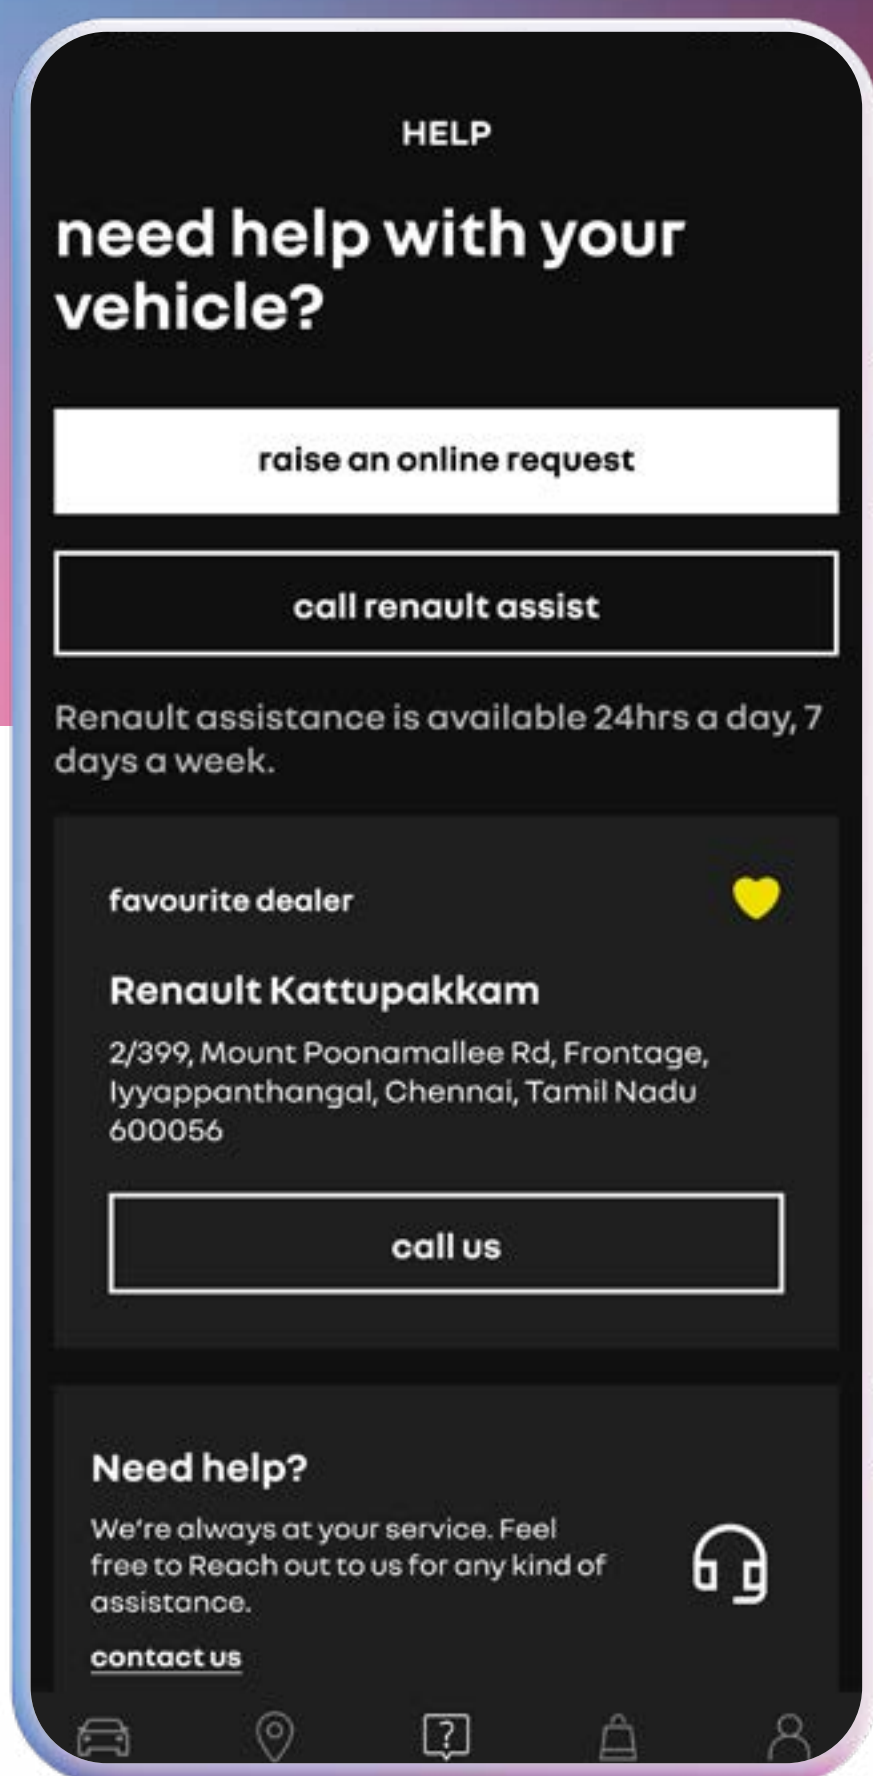 HELP
need help with your
vehicle?
raise an online request
call renault assist
Renault assistance is available 24hrs a day, 7
days a week.
favourite dealer
Renault Kattupakkam
2/399, Mount Poonamallee Rd, Frontage,
Iyyappanthangal, Chennai, Tamil Nadu
600056
call us
Need help?
We're always at your service. Feel
free to Reach out to us for any kind of
assistance.
contact us
?